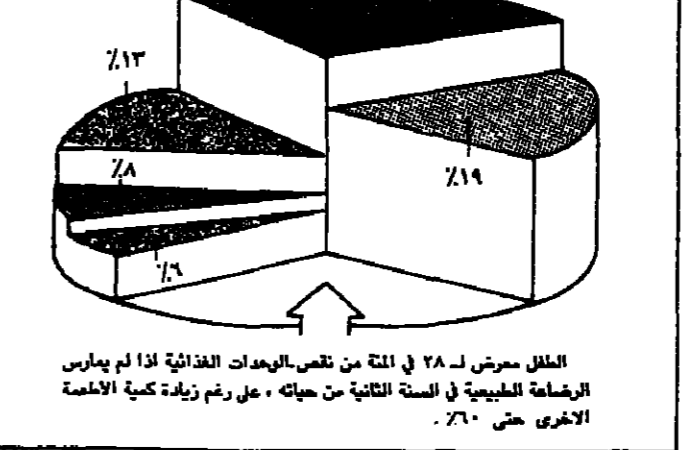 ٪١٣
٪٨
٪١٩
٪٦
الطفل معرض لـ ٢٨ في المئة من نقص الوحدات الغذائية اذا لم يمارس
الرضاعة الطبيعية في السنة الثانية من حياته ، على رغم زيادة كمية الاطعمة
الاخرى حتى ٦٠٪ .